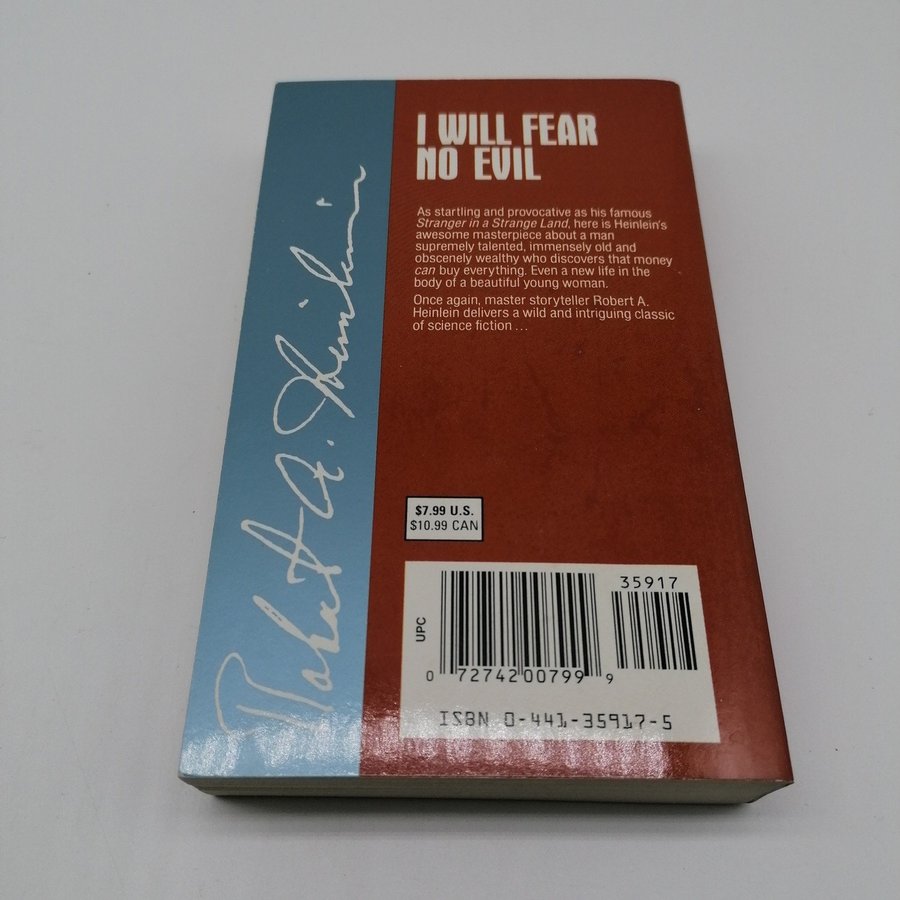 I WILL FEAR
NO EVIL
As startling and provocative as his famous
Stranger in a Strange Land, here is Heinlein's
awesome masterpiece about a man
supremely talented, immensely old and
obscenely wealthy who discovers that money
can buy everything. Even a new life in the
body of a beautiful young woman.
Once again, master storyteller Robert A.
Heinlein delivers a wild and intriguing classic
of science fiction ...
Robert A. Heinlein
$7.99 U.S.
$10.99 CAN
35917
UPC
0 72742 00799 9
ISBN 0-441-35917-5